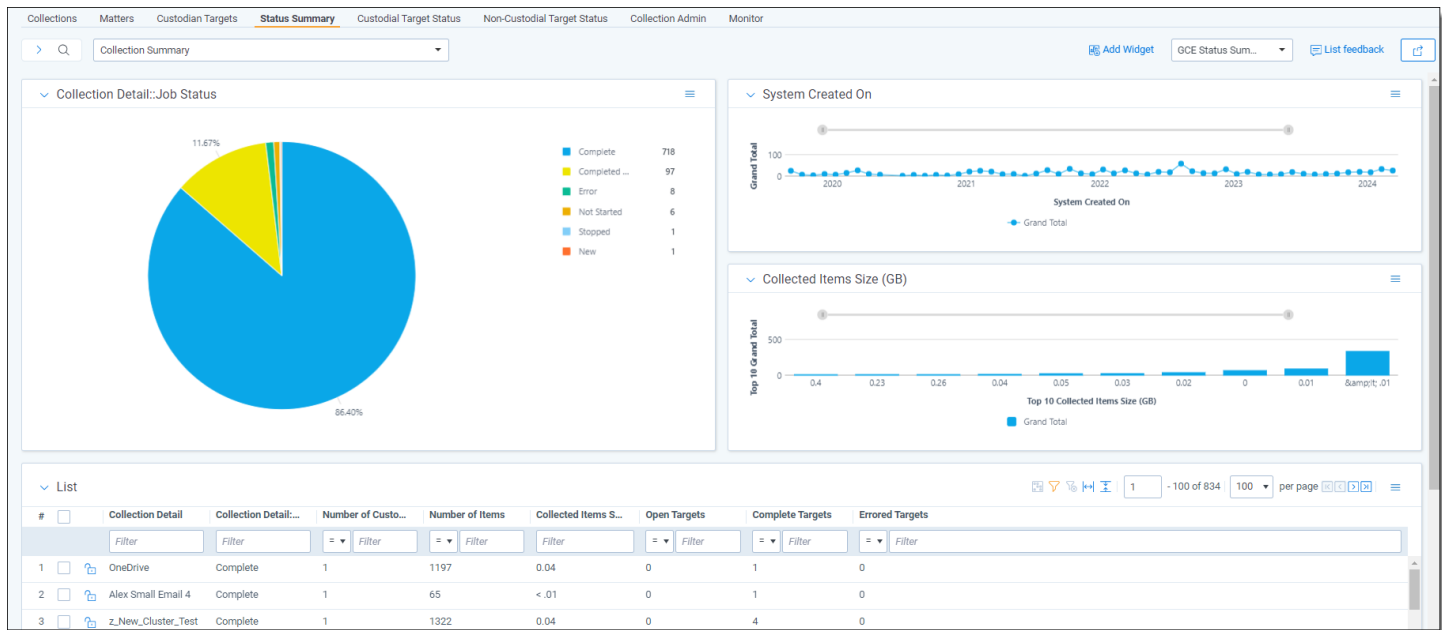 Collections Matters Custodian Targets Status Summary Custodial Target Status Non-Custodial Target Status Collection Admin Monitor
Collection Summary Add Widget GCE Status Sum... List feedback
Collection Detail::Job Status
11.67%
86.40%
Complete 718
Completed ... 97
Error 8
Not Started 6
Stopped 1
New 1
System Created On
Grand Total
100
0
2020 2021 2022 2023 2024
System Created On
Grand Total
Collected Items Size (GB)
Top 10 Grand Total
500
0
0.4 0.23 0.26 0.04 0.05 0.03 0.02 0 0.01 &amp;lt; .01
Top 10 Collected Items Size (GB)
Grand Total
List 1 - 100 of 834 100 per page
# Collection Detail Collection Detail:... Number of Custo... Number of Items Collected Items S... Open Targets Complete Targets Errored Targets
Filter Filter = Filter = Filter Filter = Filter = Filter = Filter
1 OneDrive Complete 1 1197 0.04 0 1 0
2 Alex Small Email 4 Complete 1 65 < .01 0 1 0
3 z_New_Cluster_Test Complete 1 1322 0.04 0 4 0